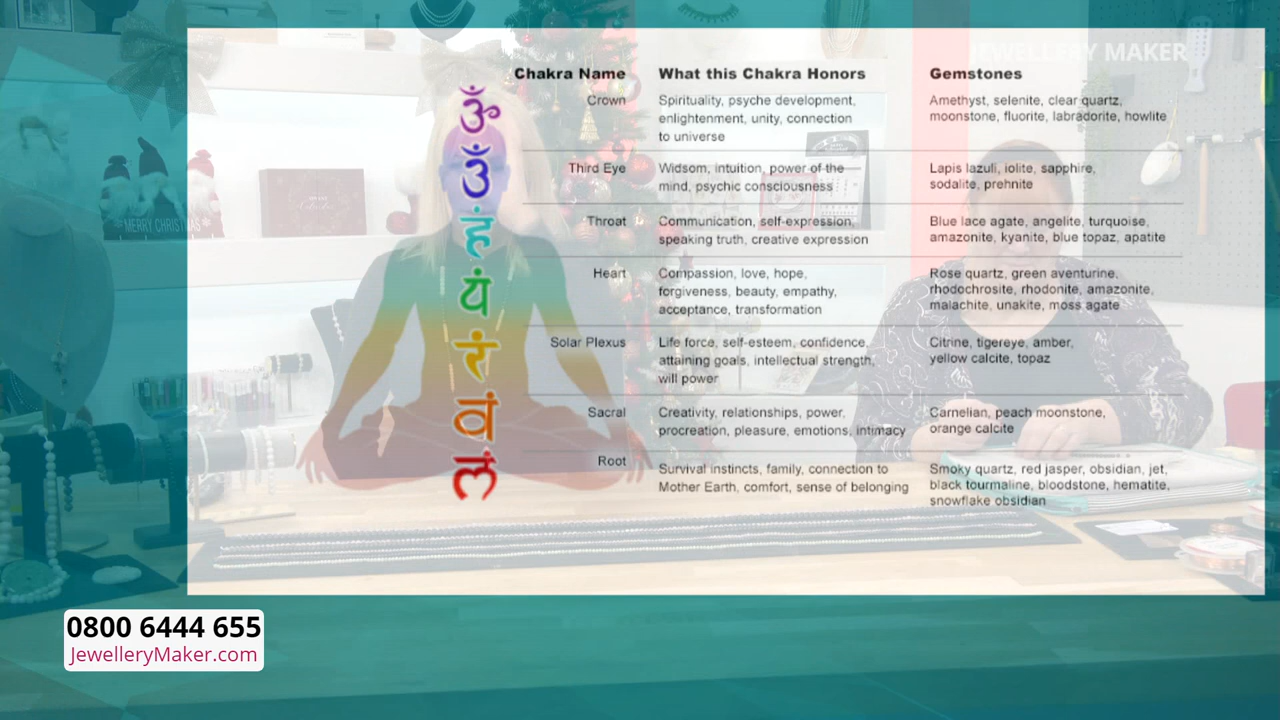 JEWELLERY MAKER
Chakra Name What this Chakra Honors Gemstones
Crown
Spirituality, psyche development,
enlightenment, unity, connection
to universe
Amethyst, selenite, clear quartz,
moonstone, fluorite, labradorite, howlite
Third Eye
Widsom, intuition, power of the
mind, psychic consciousness
Lapis lazuli, iolite, sapphire,
sodalite, prehnite
Throat
Communication, self-expression,
speaking truth, creative expression
Blue lace agate, angelite, turquoise,
amazonite, kyanite, blue topaz, apatite
Heart
Compassion, love, hope,
forgiveness, beauty, empathy,
acceptance, transformation
Rose quartz, green aventurine,
rhodochrosite, rhodonite, amazonite,
malachite, unakite, moss agate
Solar Plexus
Life force, self-esteem, confidence,
attaining goals, intellectual strength,
will power
Citrine, tigereye, amber,
yellow calcite, topaz
Sacral
Creativity, relationships, power,
procreation, pleasure, emotions, intimacy
Carnelian, peach moonstone,
orange calcite
Root
Survival instincts, family, connection to
Mother Earth, comfort, sense of belonging
Smoky quartz, red jasper, obsidian, jet,
black tourmaline, bloodstone, hematite,
snowflake obsidian
ॐ
ॐ
हं
यं
रं
वं
लं
MERRY CHRISTMAS
0800 6444 655
JewelleryMaker.com